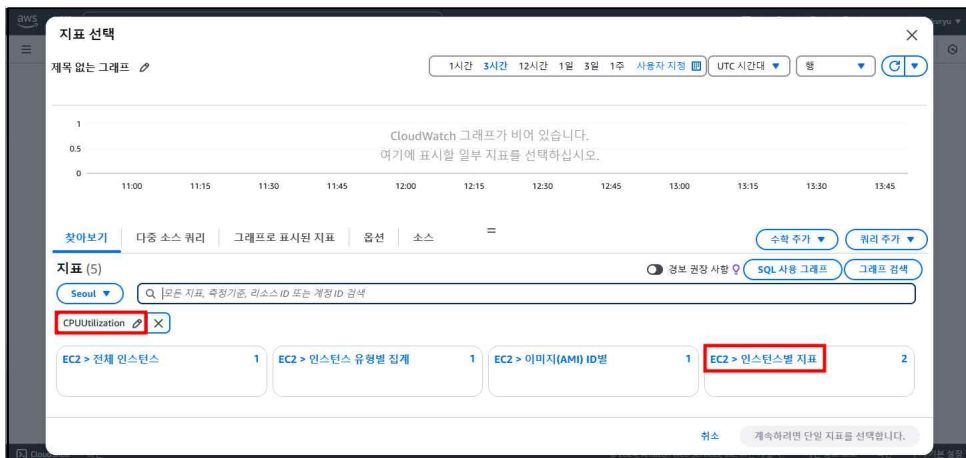 aws
지표 선택
제목 없는 그래프
1시간 3시간 12시간 1일 3일 1주 사용자 지정 UTC 시간대 행
1
0.5
0
CloudWatch 그래프가 비어 있습니다.
여기에 표시할 일부 지표를 선택하십시오.
11:00 11:15 11:30 11:45 12:00 12:15 12:30 12:45 13:00 13:15 13:30 13:45
찾아보기 다중 소스 쿼리 그래프로 표시된 지표 옵션 소스
수학 추가 쿼리 추가
지표 (5)
경보 권장 사항 SQL 사용 그래프 그래프 검색
Seoul 모든 지표, 측정기준, 리소스 ID 또는 계정 ID 검색
CPUUtilization
EC2 > 전체 인스턴스 1 EC2 > 인스턴스 유형별 집계 1 EC2 > 이미지(AMI) ID별 1 EC2 > 인스턴스별 지표 2
취소 계속하려면 단일 지표를 선택합니다.